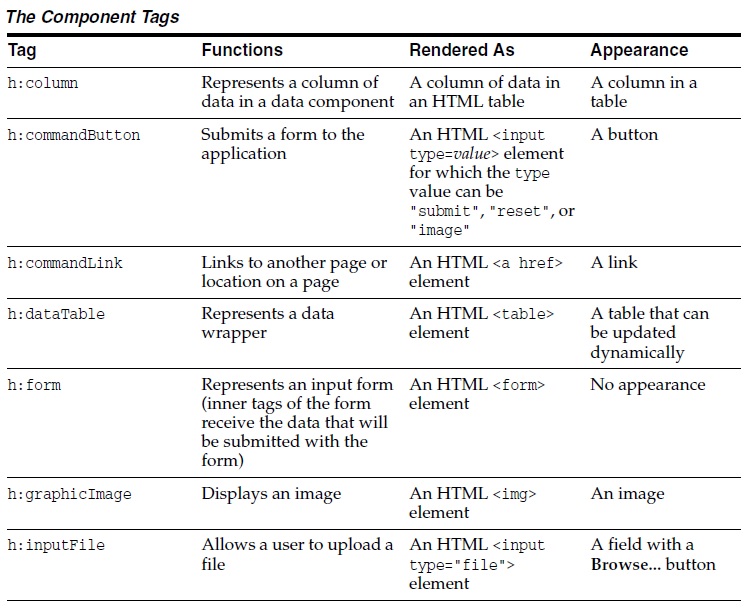 The Component Tags
Tag Functions Rendered As Appearance
h:column Represents a column of A column of data in A column in a
data in a data component an HTML table table
h:commandButton Submits a form to the An HTML <input A button
application type=value> element
for which the type
value can be
"submit", "reset", or
"image"
h:commandLink Links to another page or An HTML <a href> A link
location on a page element
h:dataTable Represents a data An HTML <table> A table that can
wrapper element be updated
dynamically
h:form Represents an input form An HTML <form> No appearance
(inner tags of the form element
receive the data that will
be submitted with the
form)
h:graphicImage Displays an image An HTML <img> An image
element
h:inputFile Allows a user to upload a An HTML <input A field with a
file type="file"> Browse... button
element